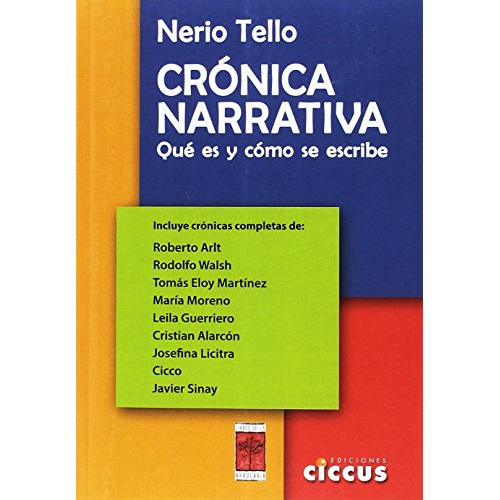 Nerio Tello
CRÓNICA
NARRATIVA
Qué es y cómo se escribe
Incluye crónicas completas de:
Roberto Arlt
Rodolfo Walsh
Tomás Eloy Martínez
María Moreno
Leila Guerriero
Cristian Alarcón
Josefina Licitra
Cicco
Javier Sinay
EDICIONES
CICCUS